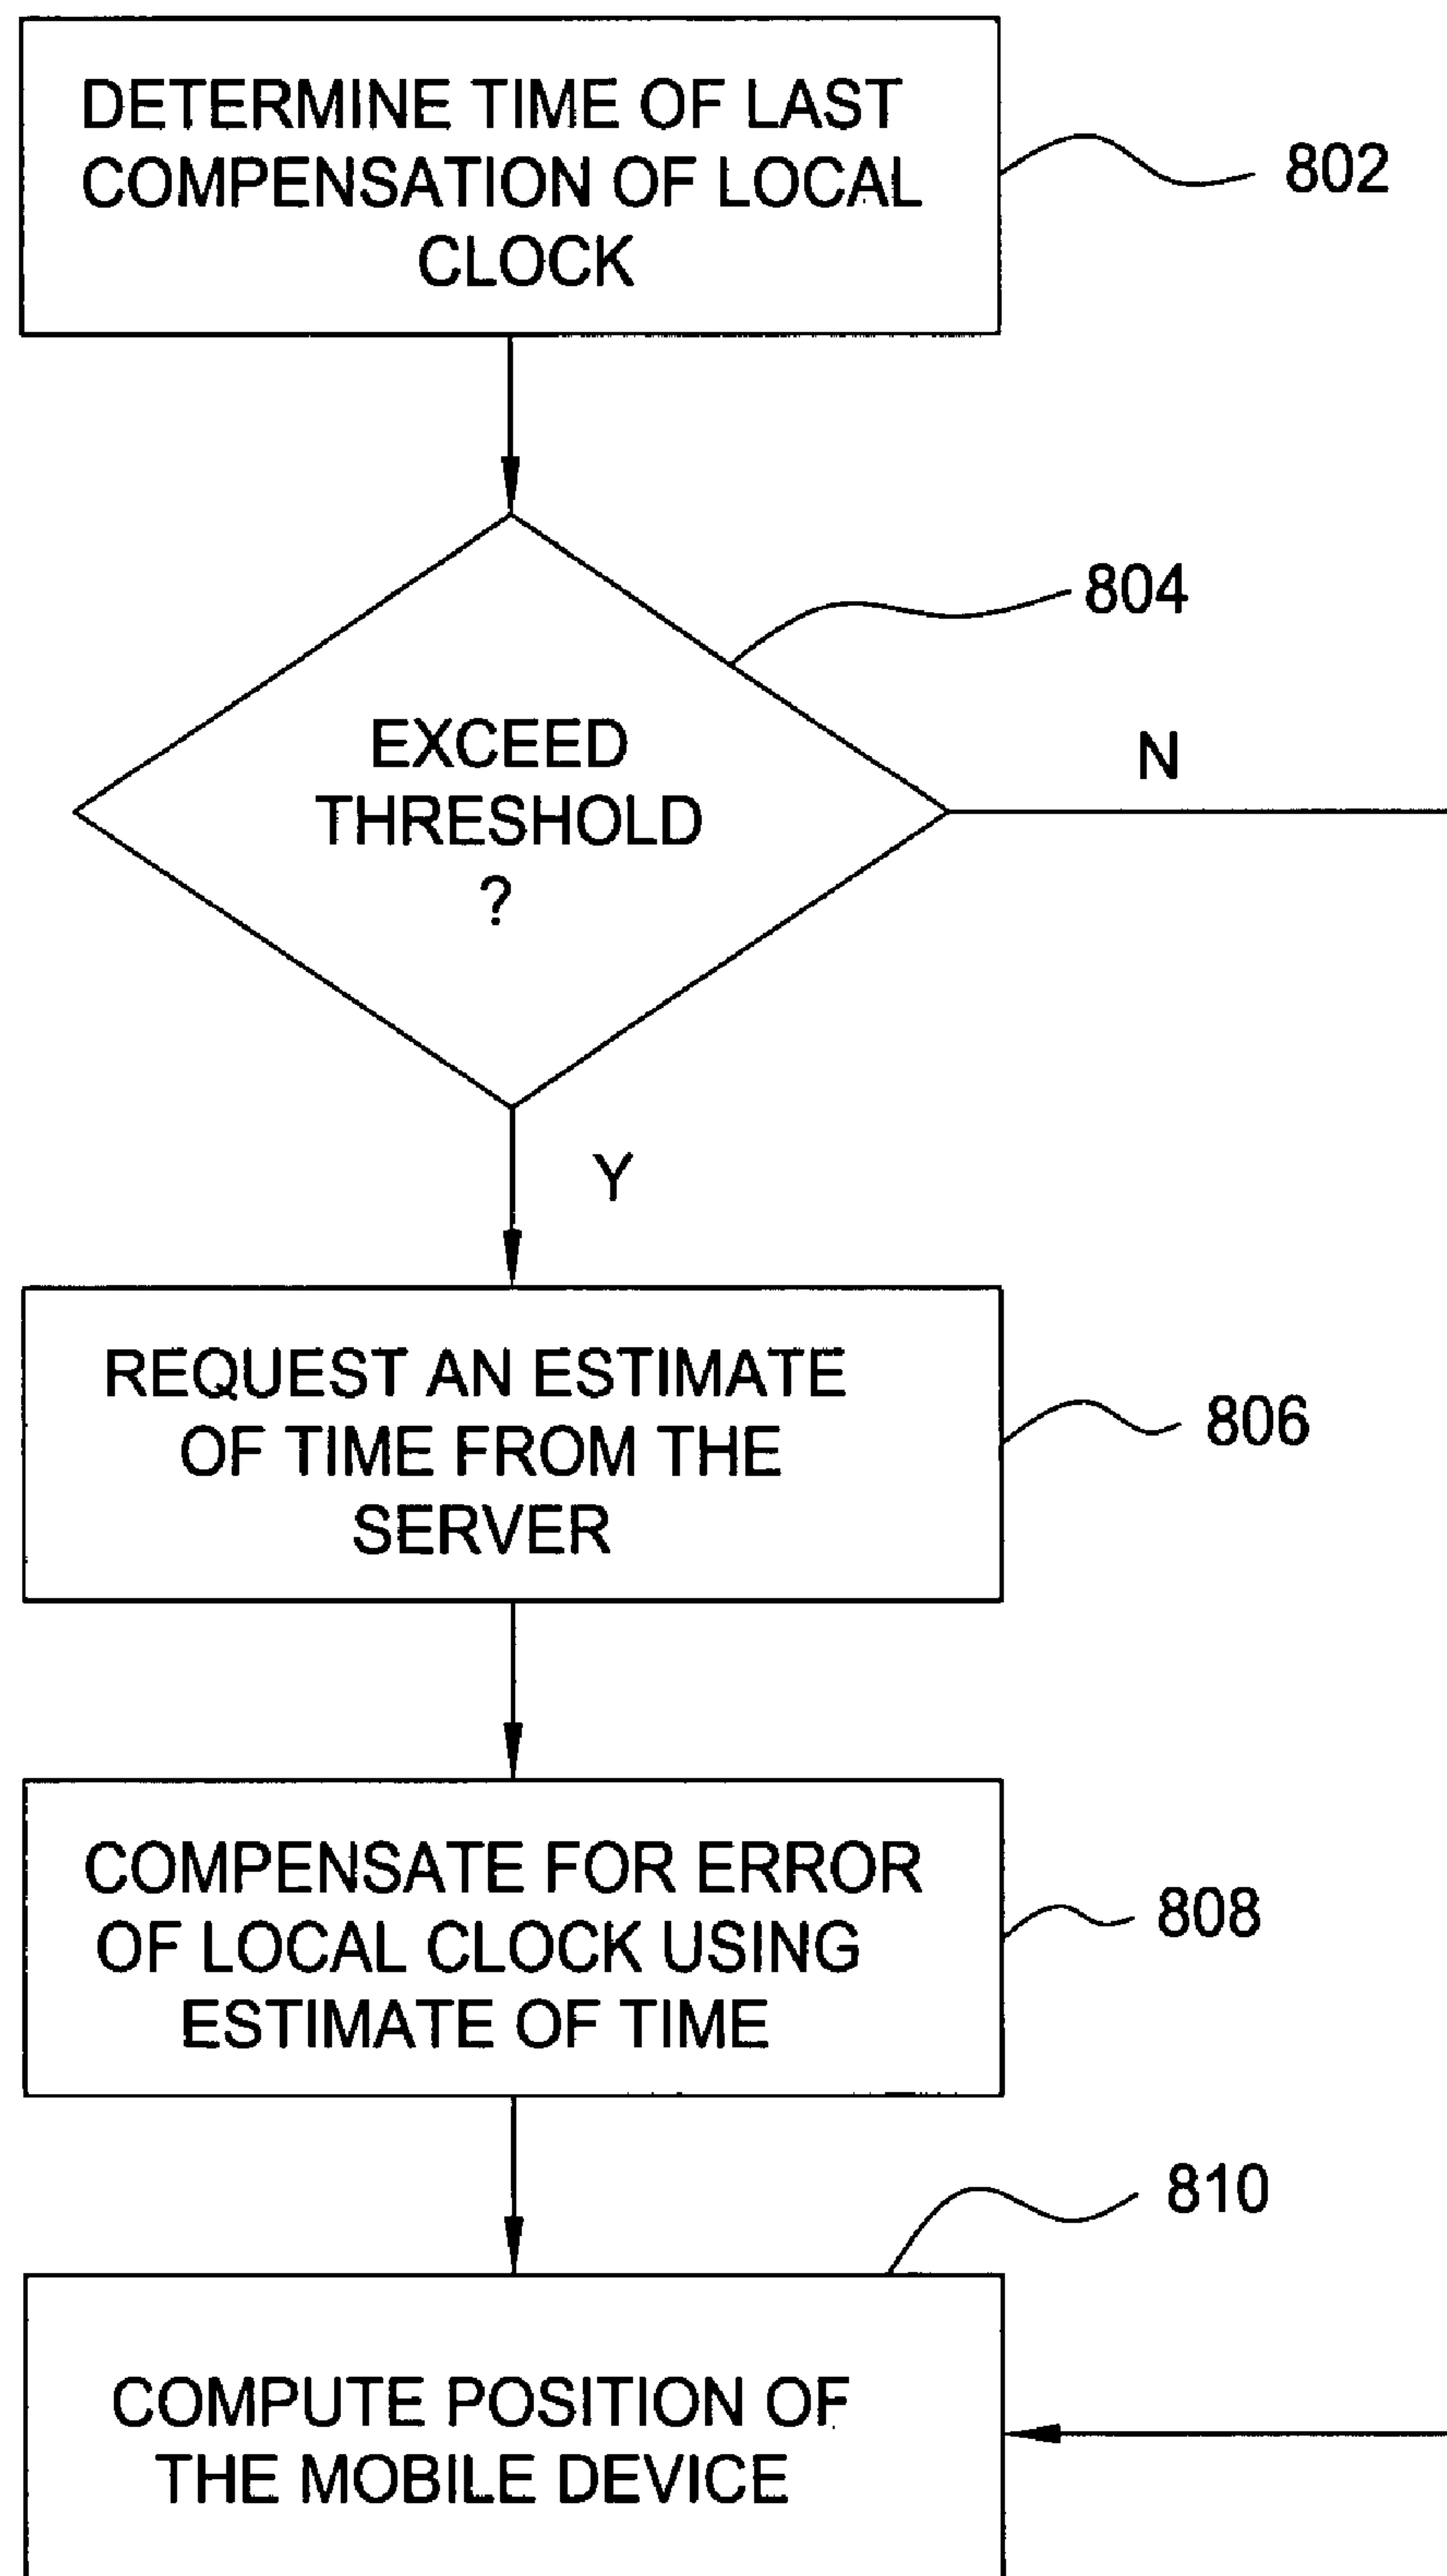 DETERMINE TIME OF LAST
COMPENSATION OF LOCAL
CLOCK
802
804
EXCEED
THRESHOLD
?
N
Y
REQUEST AN ESTIMATE
OF TIME FROM THE
SERVER
806
COMPENSATE FOR ERROR
OF LOCAL CLOCK USING
ESTIMATE OF TIME
808
810
COMPUTE POSITION OF
THE MOBILE DEVICE